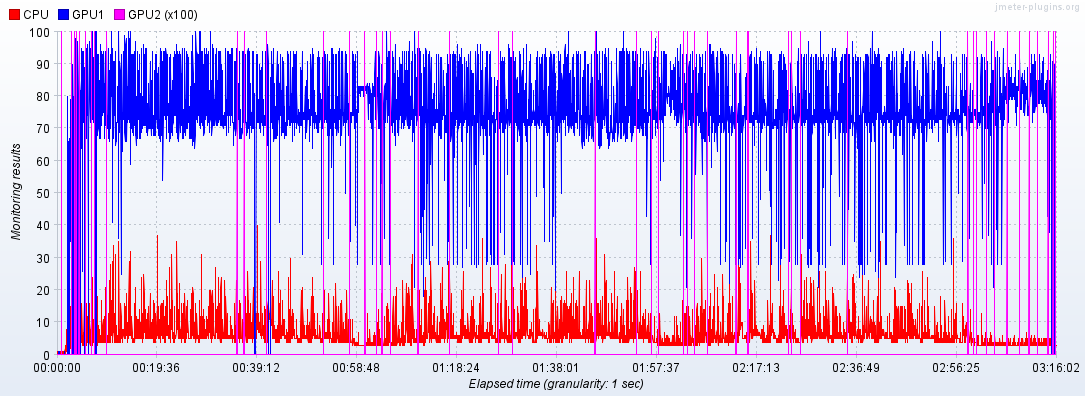 CPU GPU1 GPU2 (x100)
jmeter-plugins.org
100
90
80
70
60
50
40
30
20
10
0
Monitoring results
00:00:00 00:19:36 00:39:12 00:58:48 01:18:24 01:38:01 01:57:37 02:17:13 02:36:49 02:56:25 03:16:02
Elapsed time (granularity: 1 sec)